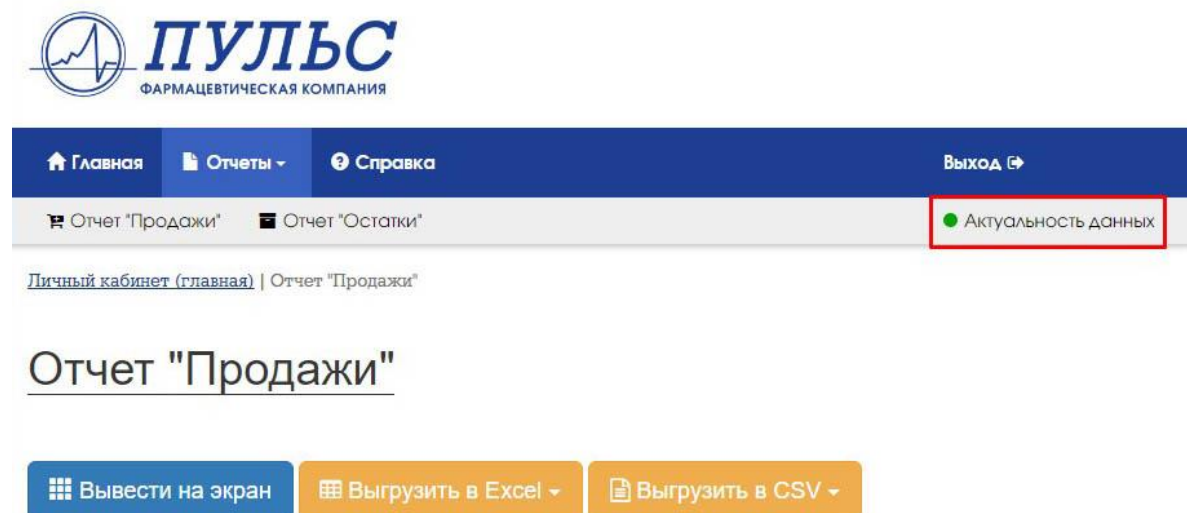 ПУЛЬС
ФАРМАЦЕВТИЧЕСКАЯ КОМПАНИЯ
Главная Отчеты Справка Выход
Отчет "Продажи" Отчет "Остатки" Актуальность данных
Личный кабинет (главная) | Отчет "Продажи"
Отчет "Продажи"
Вывести на экран Выгрузить в Excel Выгрузить в CSV